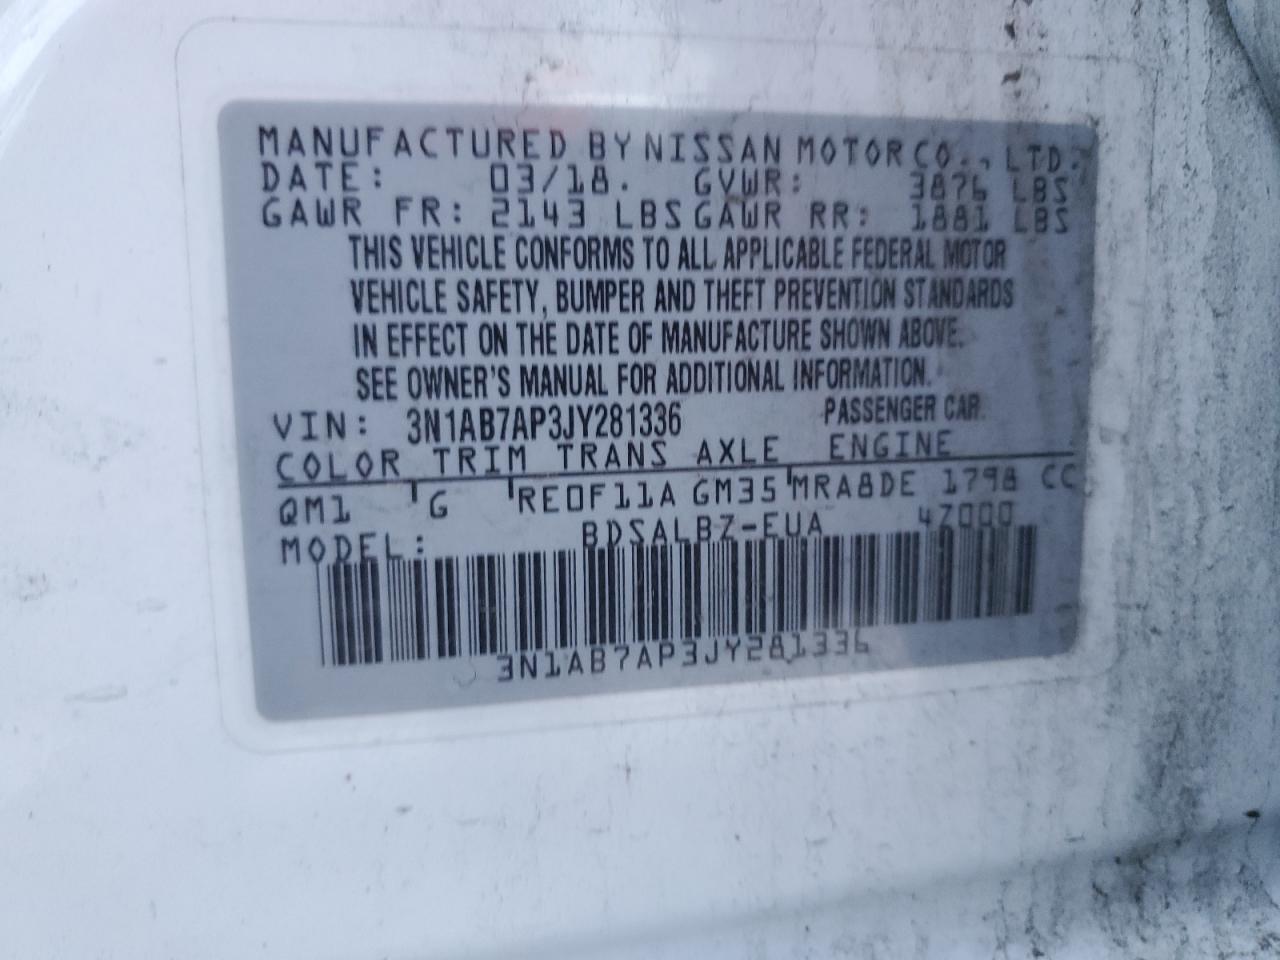 MANUFACTURED BY NISSAN MOTOR CO., LTD.
DATE: 03/18. GVWR: 3876 LBS
GAWR FR: 2143 LBS GAWR RR: 1881 LBS
THIS VEHICLE CONFORMS TO ALL APPLICABLE FEDERAL MOTOR
VEHICLE SAFETY, BUMPER AND THEFT PREVENTION STANDARDS
IN EFFECT ON THE DATE OF MANUFACTURE SHOWN ABOVE.
SEE OWNER'S MANUAL FOR ADDITIONAL INFORMATION.
VIN: 3N1AB7AP3JY281336 PASSENGER CAR
COLOR TRIM TRANS AXLE ENGINE
QM1 G RE0F11A GM35 MRA8DE 1798 CC
MODEL: BDSALBZ-EUA 4Z000
3N1AB7AP3JY281336